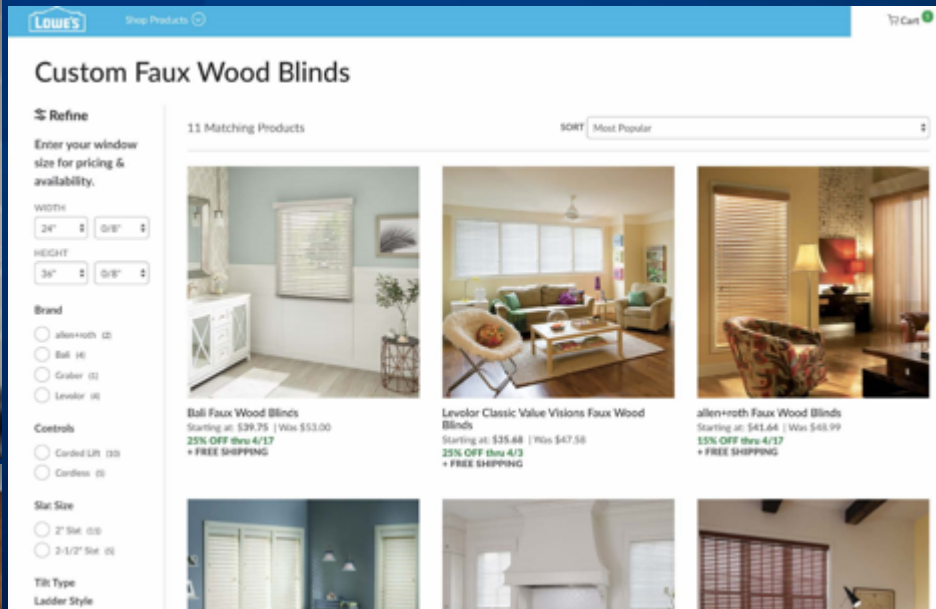 LOWE'S
Shop Products
Cart
Custom Faux Wood Blinds
Refine
11 Matching Products
SORT Most Popular
Enter your window
size for pricing &
availability.
WIDTH
24" 0/8"
HEIGHT
36" 0/8"
Brand
allen+roth (2)
Bali (4)
Graber (1)
Levolor (4)
Controls
Corded Lift (10)
Cordless (5)
Slat Size
2" Slat
2-1/2" Slat (5)
Tilt Type
Ladder Style
Bali Faux Wood Blinds
Starting at: $39.75 | Was $53.00
25% OFF thru 4/17
+ FREE SHIPPING
Levolor Classic Value Visions Faux Wood
Blinds
Starting at: $35.68 | Was $47.58
25% OFF thru 4/3
+ FREE SHIPPING
allen+roth Faux Wood Blinds
Starting at: $41.64 | Was $48.99
15% OFF thru 4/17
+ FREE SHIPPING